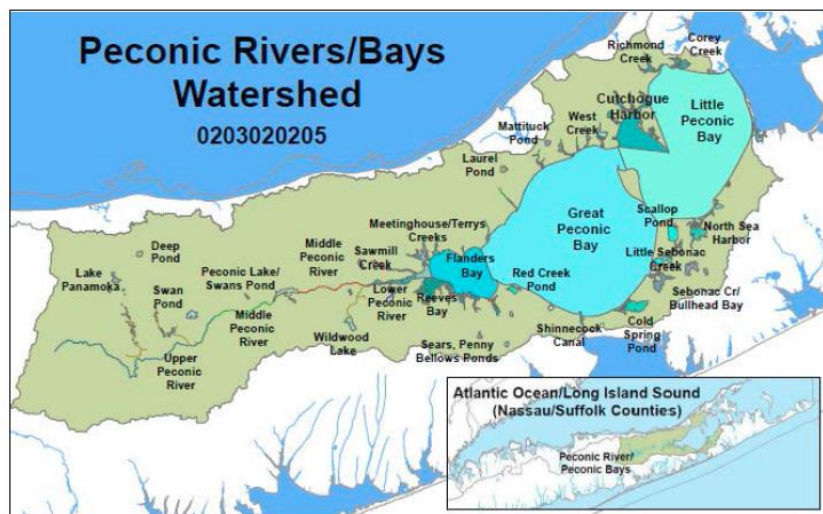 Peconic Rivers/Bays
Watershed
0203020205
Richmond
Creek
Corey
Creek
Cutchogue
Harbor
Little
Peconic
Bay
West
Creek
Mattituck
Pond
Laurel
Pond
Great
Peconic
Bay
Scallop
Pond
North Sea
Harbor
Little Sebonac
Creek
Sebonac Cr/
Bullhead Bay
Cold
Spring
Pond
Shinnecock
Canal
Red Creek
Pond
Flanders
Bay
Meetinghouse/Terrys
Creeks
Sawmill
Creek
Middle
Peconic
River
Lower
Peconic
River
Reeves
Bay
Sears, Penny
Bellows Ponds
Wildwood
Lake
Peconic Lake/
Swans Pond
Middle
Peconic
River
Deep
Pond
Lake
Panamoka
Swan
Pond
Upper
Peconic
River
Atlantic Ocean/Long Island Sound
(Nassau/Suffolk Counties)
Peconic River/
Peconic Bays